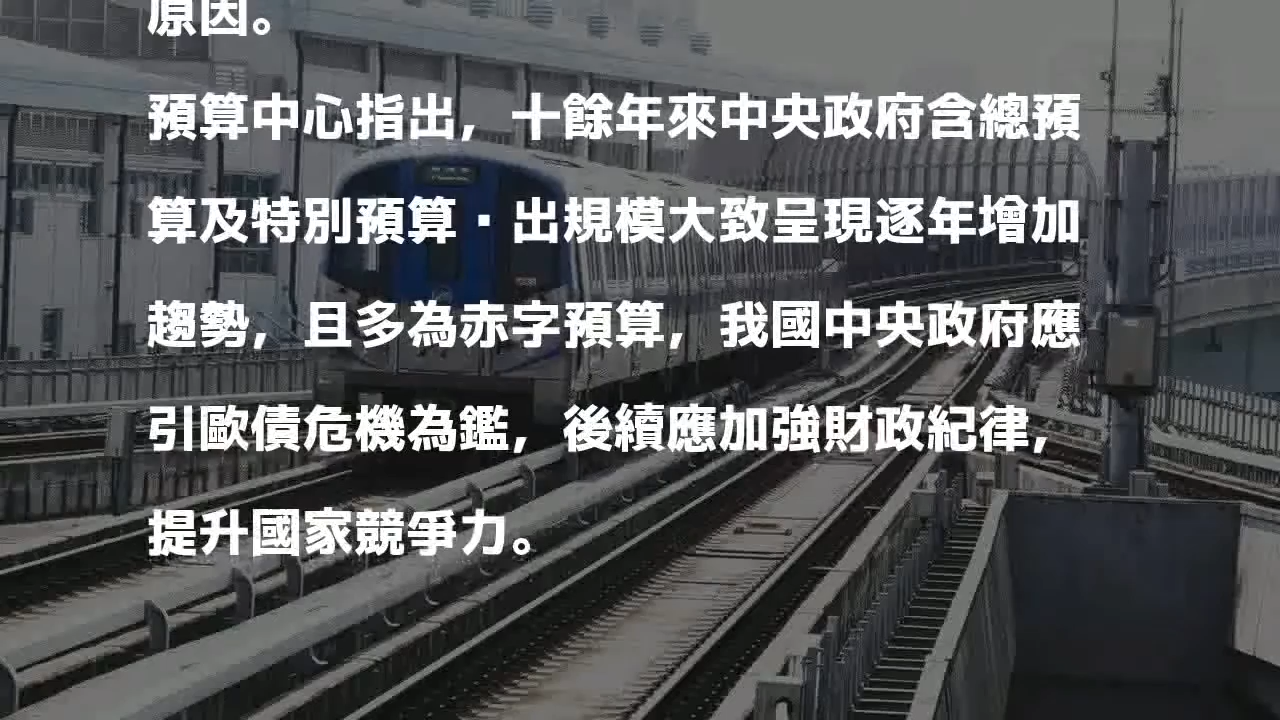 原因。
預算中心指出，十餘年來中央政府含總預
算及特別預算·出規模大致呈現逐年增加
趨勢，且多為赤字預算，我國中央政府應
引歐債危機為鑑，後續應加強財政紀律，
提升國家競爭力。